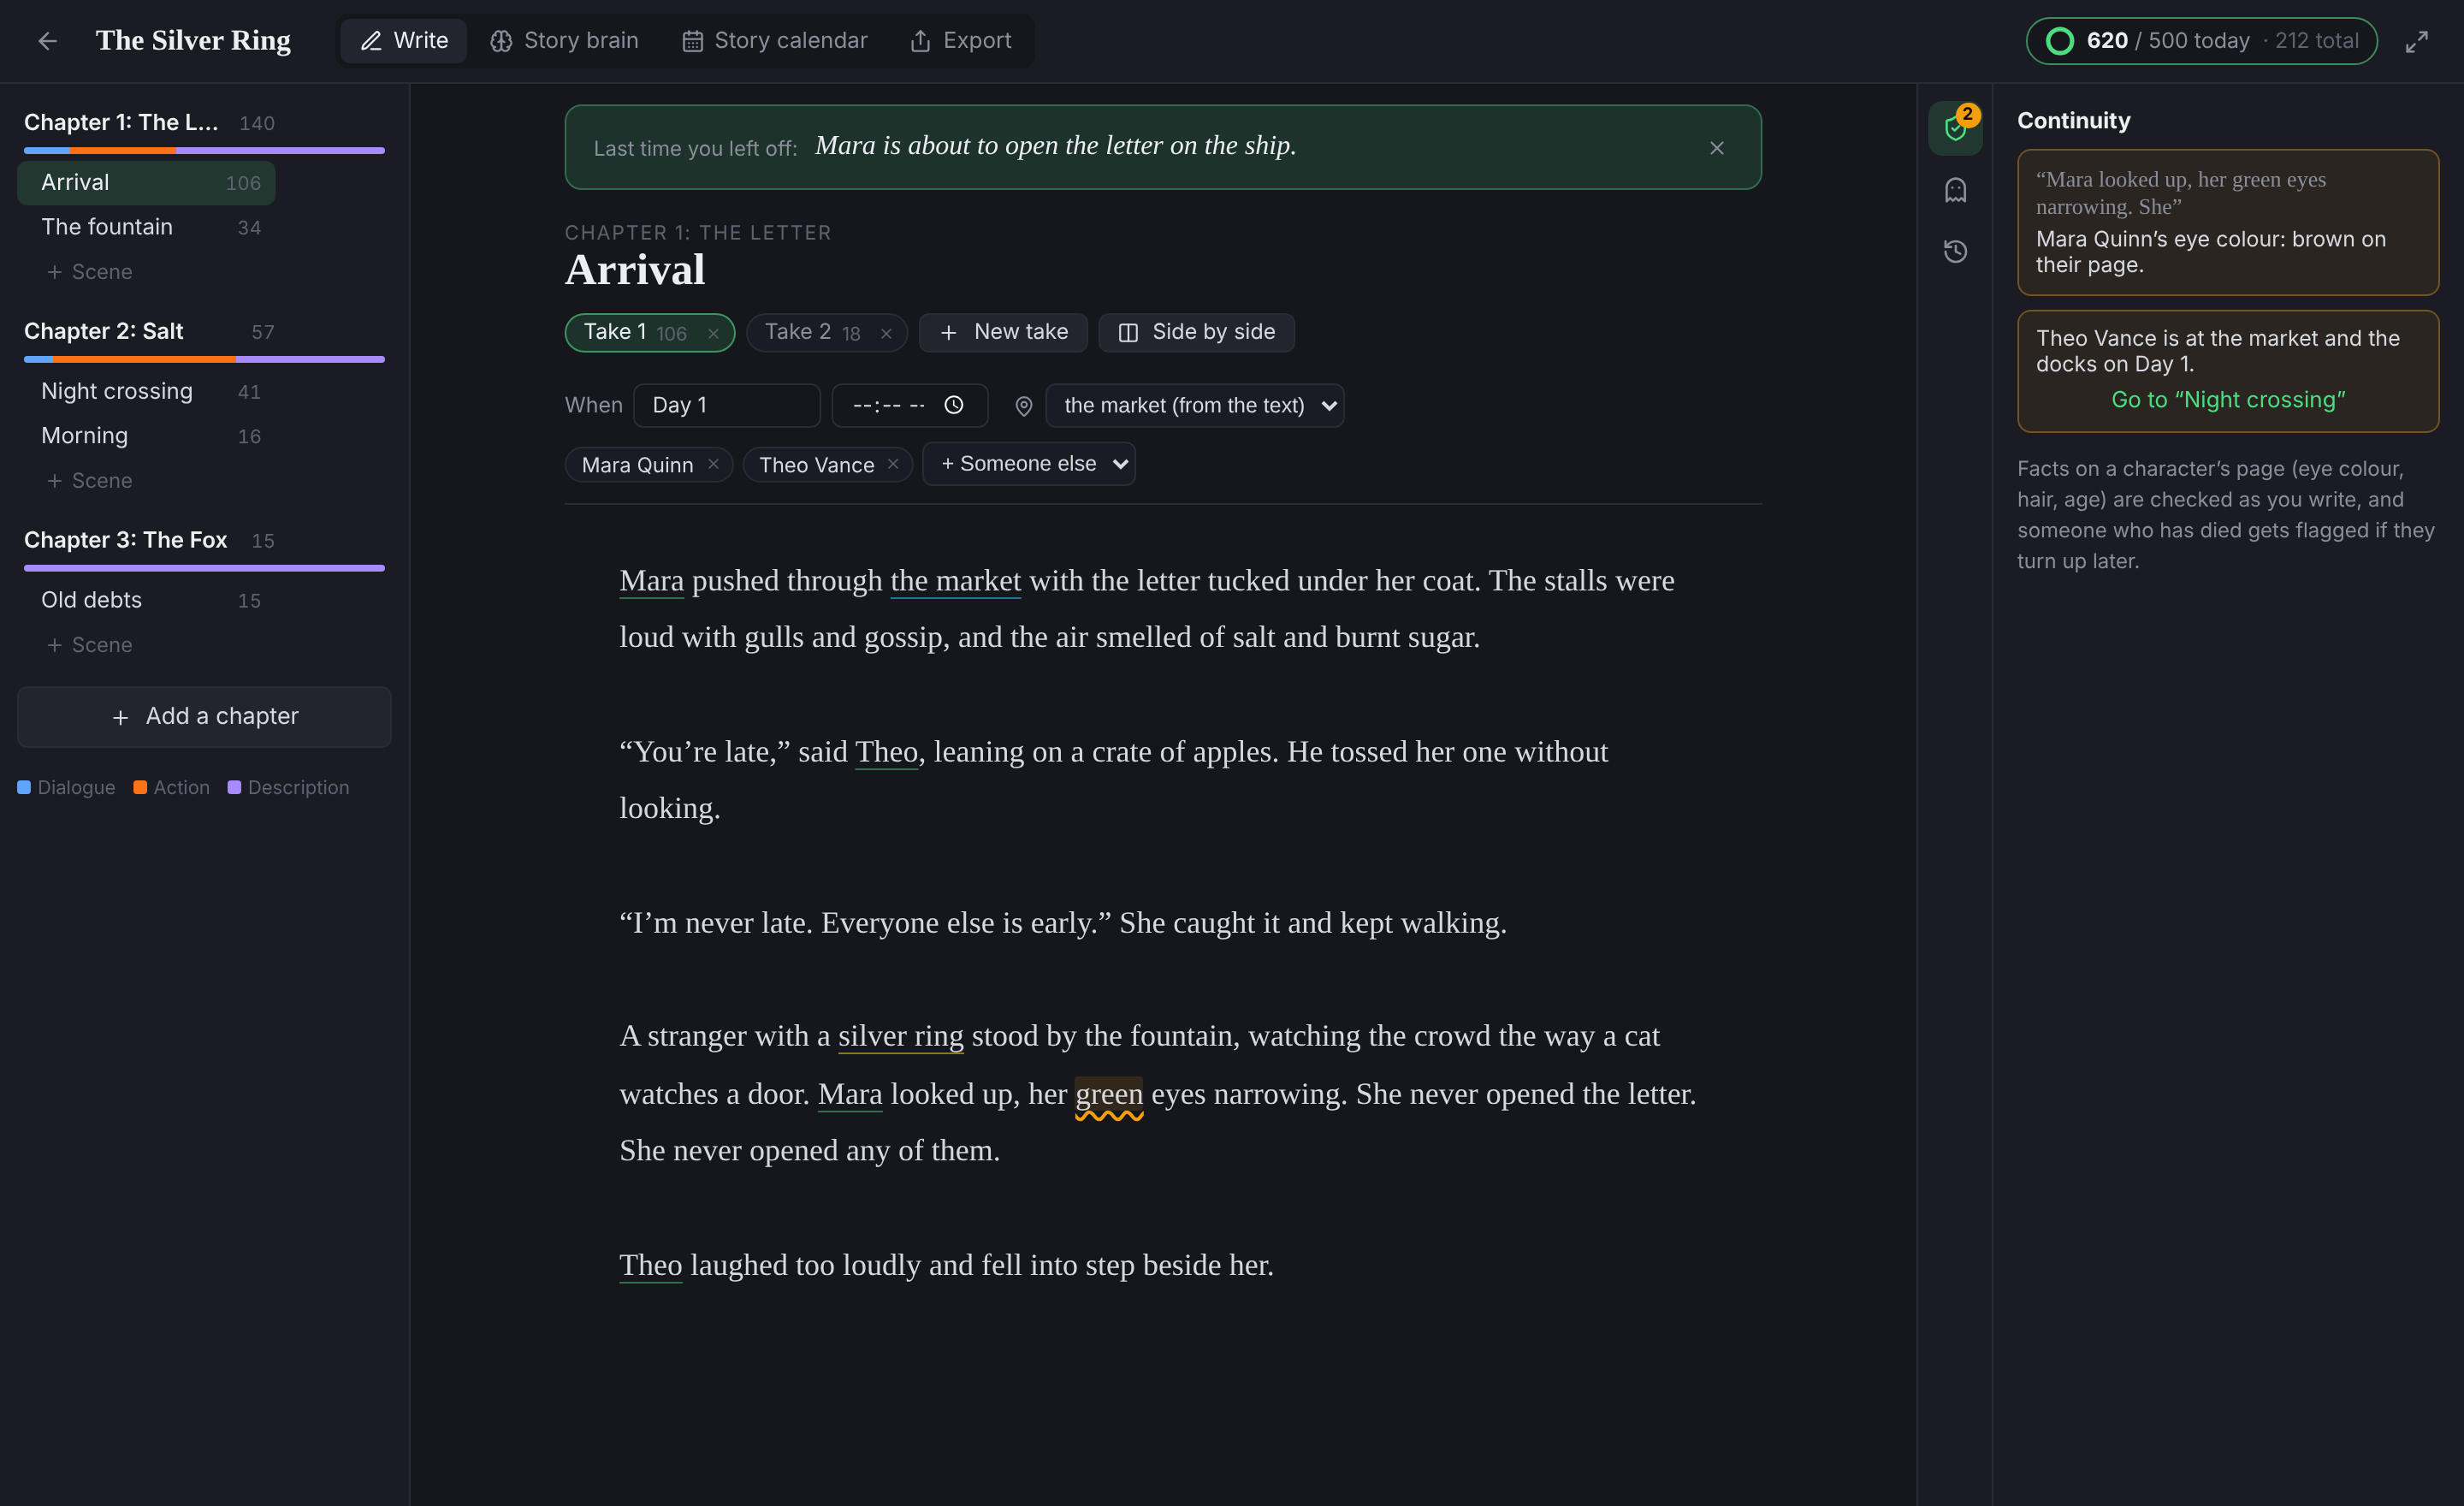 The Silver Ring
Write
Story brain
Story calendar
Export
620 / 500 today · 212 total
Chapter 1: The L... 140
Arrival 106
The fountain 34
+ Scene
Chapter 2: Salt 57
Night crossing 41
Morning 16
+ Scene
Chapter 3: The Fox 15
Old debts 15
+ Scene
+ Add a chapter
Dialogue Action Description
Last time you left off: Mara is about to open the letter on the ship.
CHAPTER 1: THE LETTER
Arrival
Take 1 106 × Take 2 18 × + New take Side by side
When Day 1 --:-- -- the market (from the text)
Mara Quinn × Theo Vance × + Someone else
Mara pushed through the market with the letter tucked under her coat. The stalls were
loud with gulls and gossip, and the air smelled of salt and burnt sugar.
“You’re late,” said Theo, leaning on a crate of apples. He tossed her one without
looking.
“I’m never late. Everyone else is early.” She caught it and kept walking.
A stranger with a silver ring stood by the fountain, watching the crowd the way a cat
watches a door. Mara looked up, her green eyes narrowing. She never opened the letter.
She never opened any of them.
Theo laughed too loudly and fell into step beside her.
2
Continuity
“Mara looked up, her green eyes
narrowing. She”
Mara Quinn’s eye colour: brown on
their page.
Theo Vance is at the market and the
docks on Day 1.
Go to “Night crossing”
Facts on a character’s page (eye colour,
hair, age) are checked as you write, and
someone who has died gets flagged if they
turn up later.